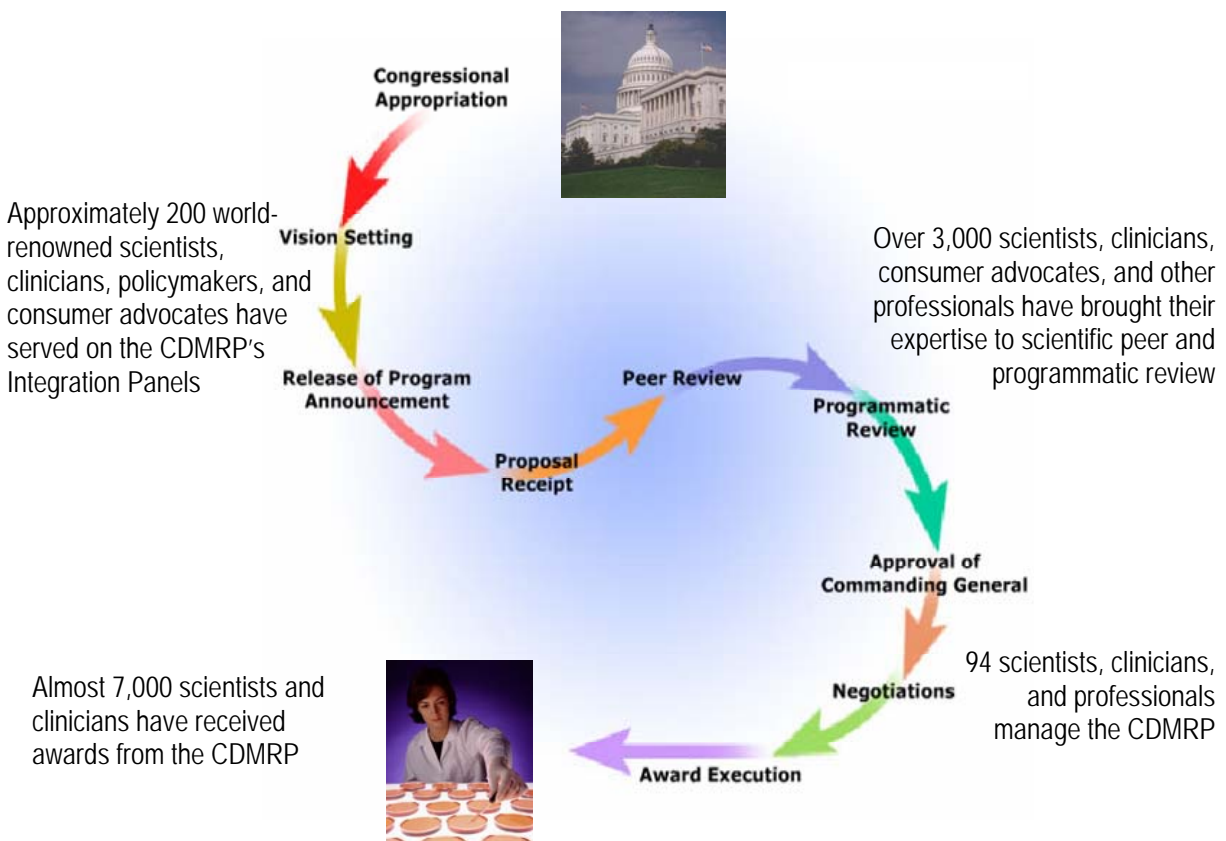 Congressional
Appropriation
Approximately 200 world-
renowned scientists,
clinicians, policymakers, and
consumer advocates have
served on the CDMRP's
Integration Panels
Vision Setting
Over 3,000 scientists, clinicians,
consumer advocates, and other
professionals have brought their
expertise to scientific peer and
programmatic review
Release of Program
Announcement
Proposal
Receipt
Peer Review
Programmatic
Review
Approval of
Commanding General
Negotiations
94 scientists, clinicians,
and professionals
manage the CDMRP
Award Execution
Almost 7,000 scientists and
clinicians have received
awards from the CDMRP